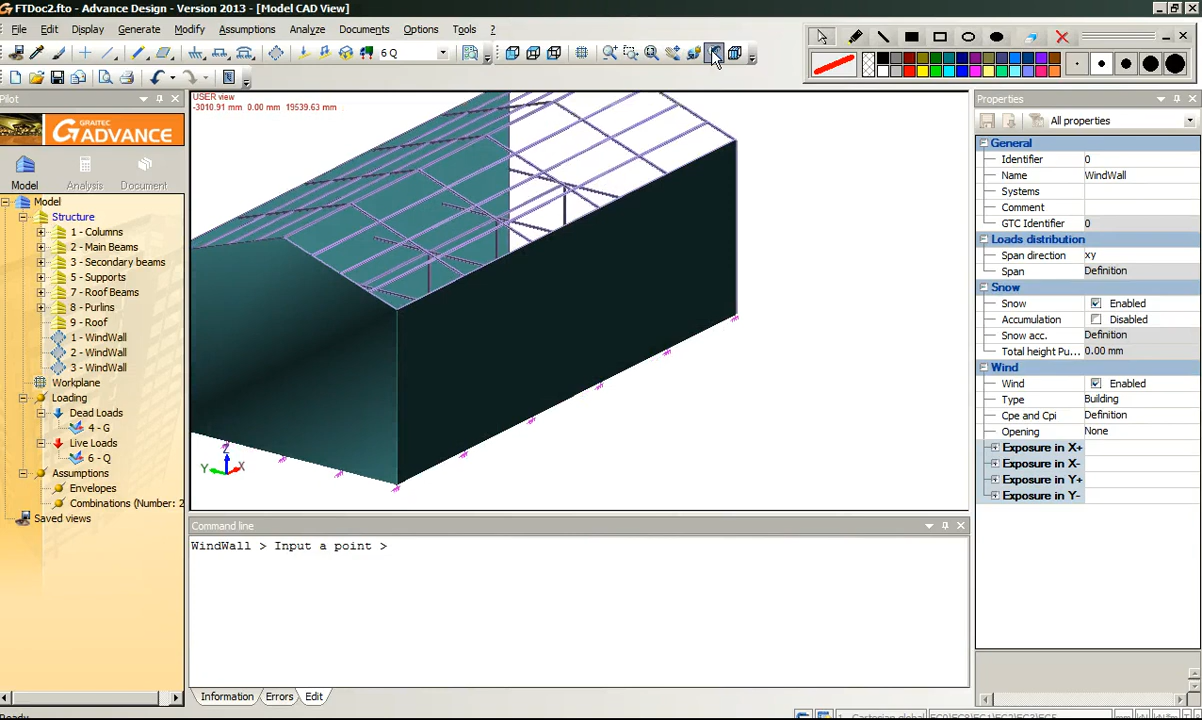 FTDoc2.fto - Advance Design - Version 2013 - [Model CAD View]
File Edit Display Generate Modify Assumptions Analyze Documents Options Tools ?
6 Q
Pilot
GRAITEC
ADVANCE
Model Analysis Document
Model
Structure
1 - Columns
2 - Main Beams
3 - Secondary beams
5 - Supports
7 - Roof Beams
8 - Purlins
9 - Roof
1 - WindWall
2 - WindWall
3 - WindWall
Workplane
Loading
Dead Loads
4 - G
Live Loads
6 - Q
Assumptions
Envelopes
Combinations (Number: 2
Saved views
USER view
-3010.91 mm 0.00 mm 19539.63 mm
Z
Y
X
Command line
WindWall > Input a point >
Information Errors Edit
Properties
All properties
General
Identifier 0
Name WindWall
Systems
Comment
GTC Identifier 0
Loads distribution
Span direction xy
Span Definition
Snow
Snow Enabled
Accumulation Disabled
Snow acc. Definition
Total height Pu... 0.00 mm
Wind
Wind Enabled
Type Building
Cpe and Cpi Definition
Opening None
Exposure in X+
Exposure in X-
Exposure in Y+
Exposure in Y-